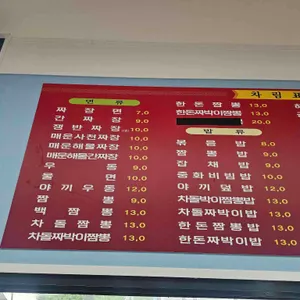 차림표
면 류
짜 장 면 7,0
간 짜 장 9,0
쟁반짜장 10,0
매운사천짜장 10,0
매운해물짜장 10,0
매운해물간짜장 10,0
우 동 10,0
울 면 10,0
야 끼 우 동 12,0
짬 뽕 9,0
백 짬 뽕 13,0
차 돌 짬 뽕 13,0
차돌짜박이짬뽕 13,0
한 돈 짬 뽕 13,0
한돈짜박이짬뽕 13,0
20,0
밥 류
볶 음 밥 8,0
짬 뽕 밥 9,0
잡 채 밥 9,0
중화비빔밥 10,0
야 끼 덮 밥 12,0
차돌짬뽕밥 13,0
차돌짜박이밥 13,0
한돈짬뽕밥 13,0
한돈짜박이밥 13,0